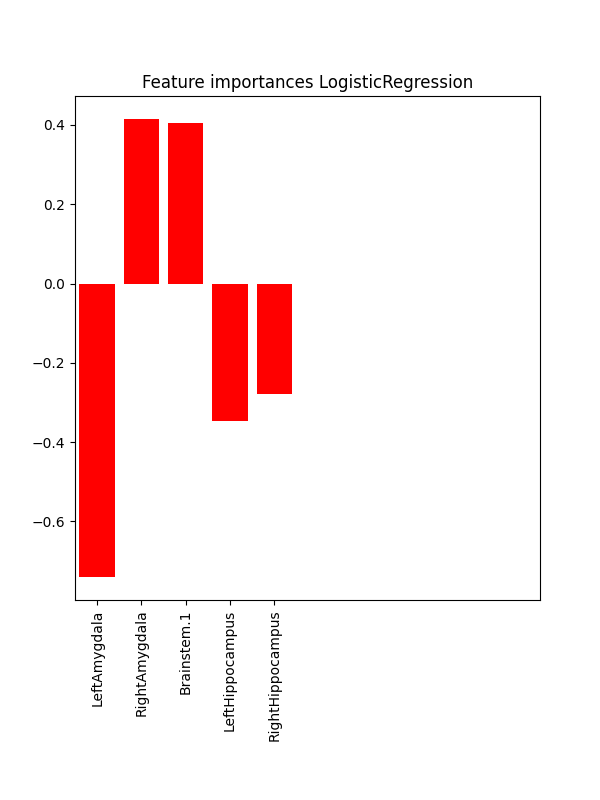 Feature importances LogisticRegression
0.4
0.2
0.0
−0.2
−0.4
−0.6
LeftAmygdala
RightAmygdala
Brainstem.1
LeftHippocampus
RightHippocampus